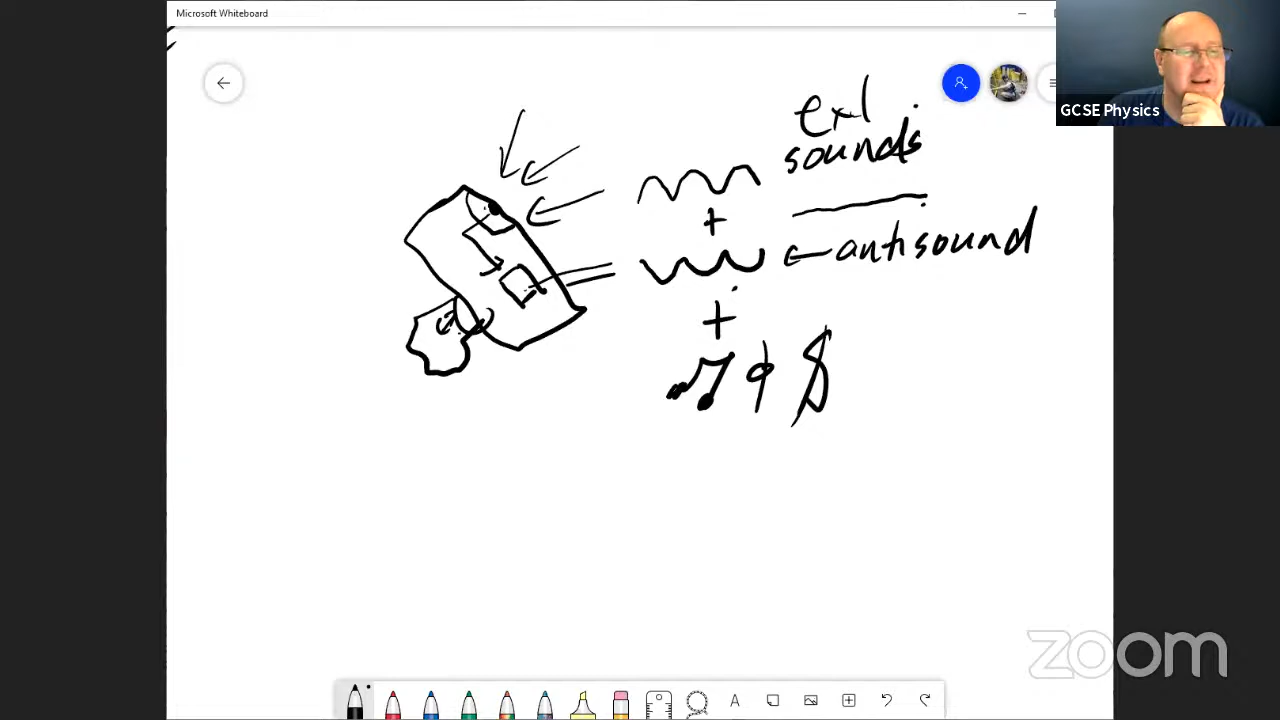 Microsoft Whiteboard
GCSE Physics
ext
sounds
+
antisound
+
A
zoom